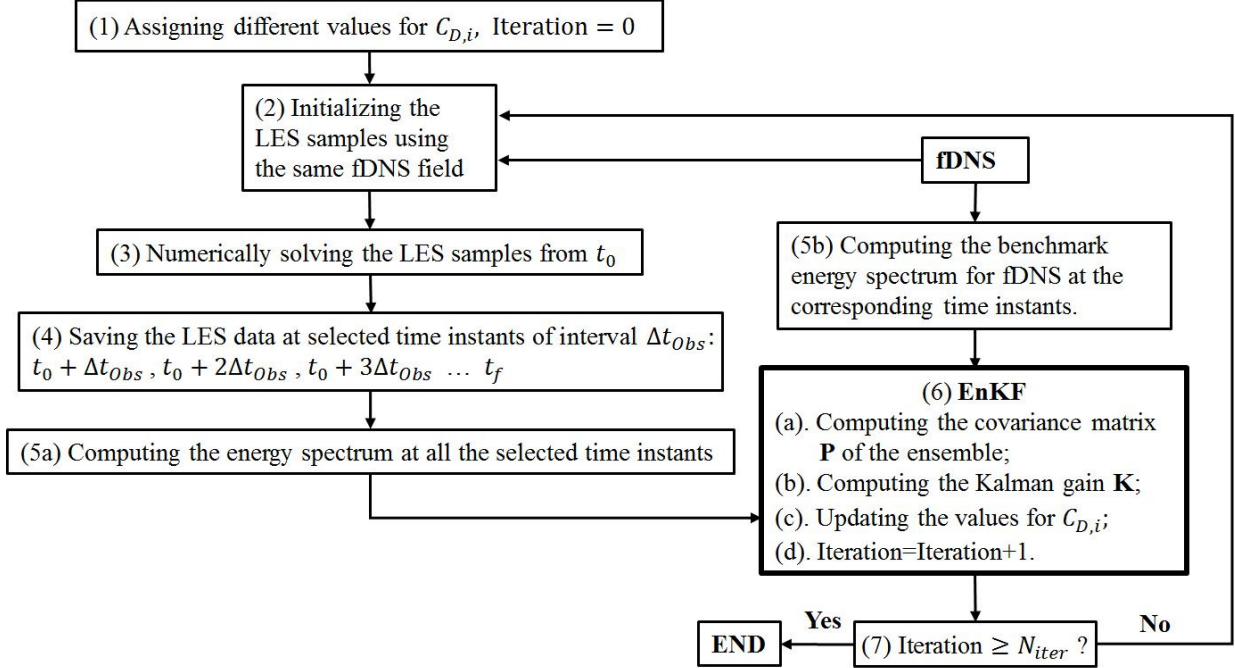 (1) Assigning different values for C_{D,i}, Iteration = 0
(2) Initializing the
LES samples using
the same fDNS field
fDNS
(3) Numerically solving the LES samples from t_0
(5b) Computing the benchmark
energy spectrum for fDNS at the
corresponding time instants.
(4) Saving the LES data at selected time instants of interval Δt_{Obs}:
t_0 + Δt_{Obs} , t_0 + 2Δt_{Obs} , t_0 + 3Δt_{Obs} … t_f
(5a) Computing the energy spectrum at all the selected time instants
(6) EnKF
(a). Computing the covariance matrix
P of the ensemble;
(b). Computing the Kalman gain K;
(c). Updating the values for C_{D,i};
(d). Iteration=Iteration+1.
(7) Iteration ≥ N_{iter} ?
Yes
No
END